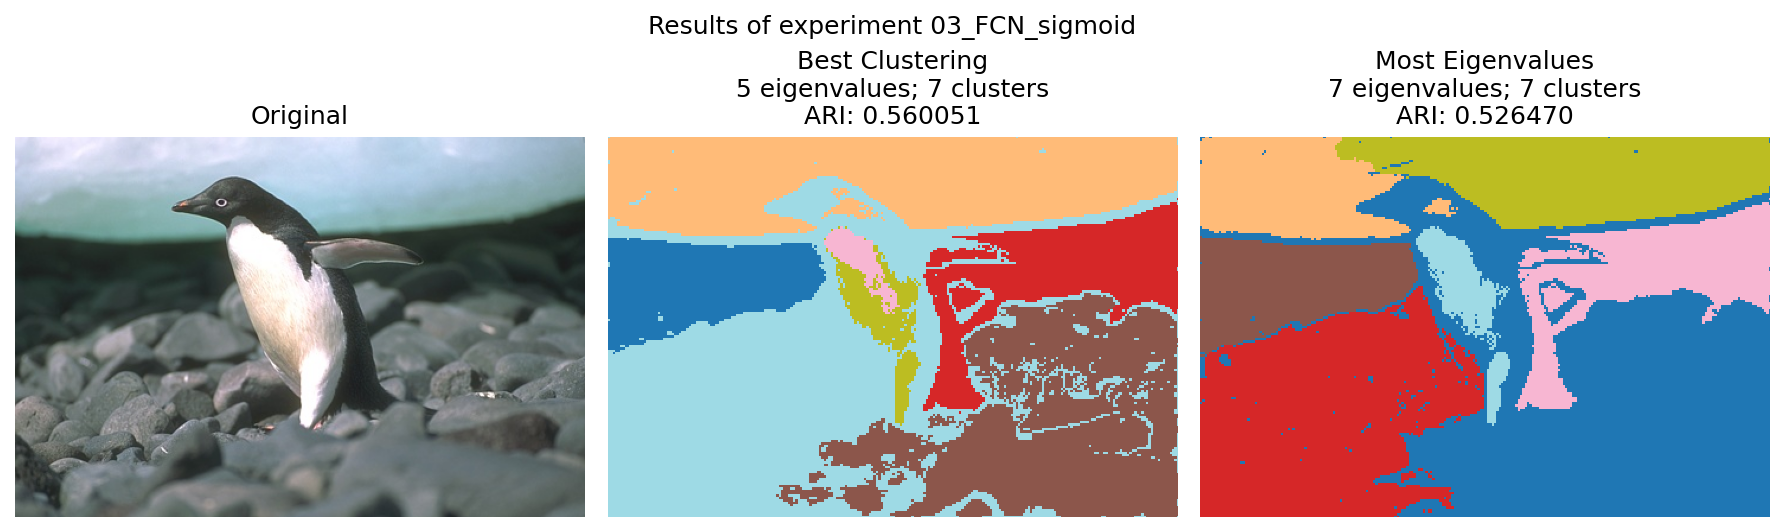 Results of experiment 03_FCN_sigmoid
Original
Best Clustering
5 eigenvalues; 7 clusters
ARI: 0.560051
Most Eigenvalues
7 eigenvalues; 7 clusters
ARI: 0.526470